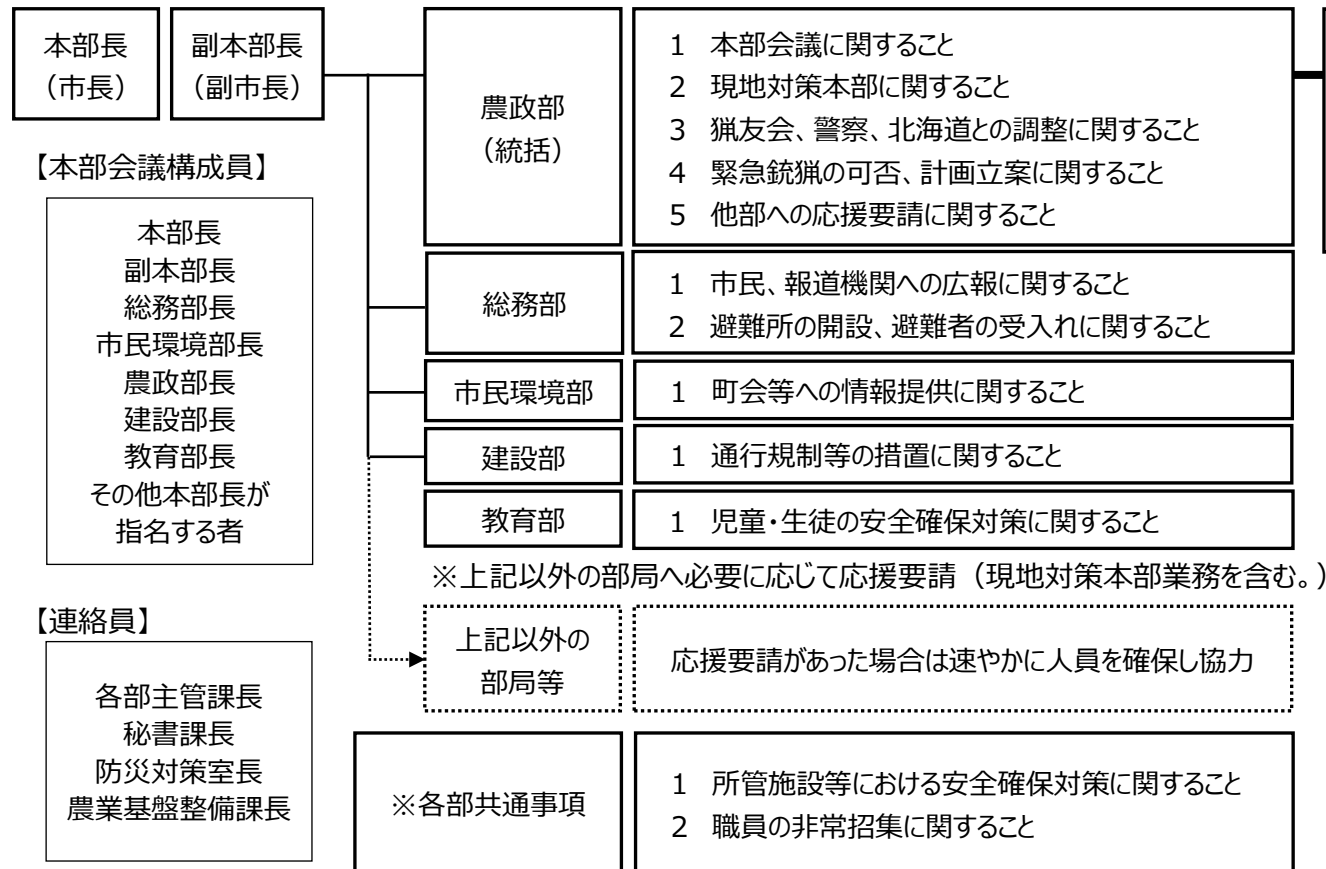 本部長
（市長）
副本部長
（副市長）
農政部
（統括）
1　本部会議に関すること
2　現地対策本部に関すること
3　猟友会、警察、北海道との調整に関すること
4　緊急銃猟の可否、計画立案に関すること
5　他部への応援要請に関すること
【本部会議構成員】
本部長
副本部長
総務部長
市民環境部長
農政部長
建設部長
教育部長
その他本部長が
指名する者
総務部
1　市民、報道機関への広報に関すること
2　避難所の開設、避難者の受入れに関すること
市民環境部
1　町会等への情報提供に関すること
建設部
1　通行規制等の措置に関すること
教育部
1　児童・生徒の安全確保対策に関すること
※上記以外の部局へ必要に応じて応援要請（現地対策本部業務を含む。）
上記以外の
部局等
応援要請があった場合は速やかに人員を確保し協力
【連絡員】
各部主管課長
秘書課長
防災対策室長
農業基盤整備課長
※各部共通事項
1　所管施設等における安全確保対策に関すること
2　職員の非常招集に関すること